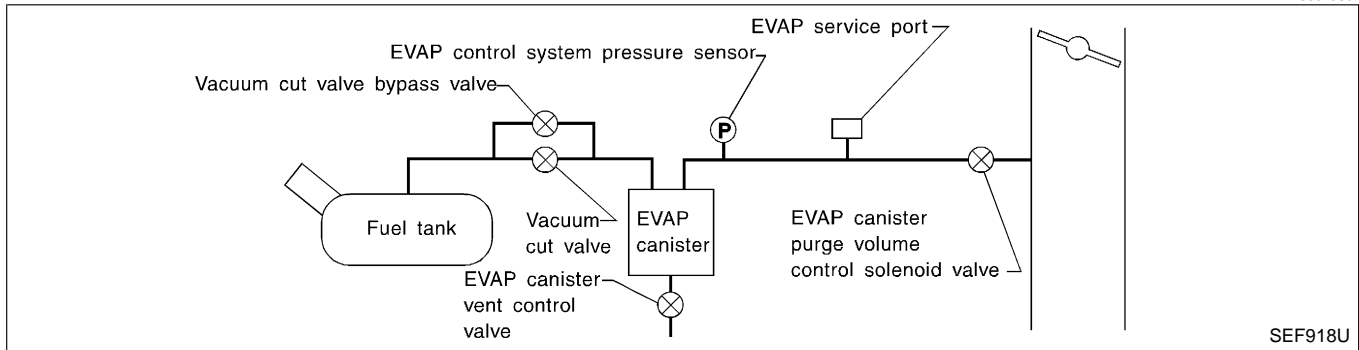 EVAP service port
EVAP control system pressure sensor
Vacuum cut valve bypass valve
P
Fuel tank
Vacuum
cut valve
EVAP
canister
EVAP canister
purge volume
control solenoid valve
EVAP canister
vent control
valve
SEF918U